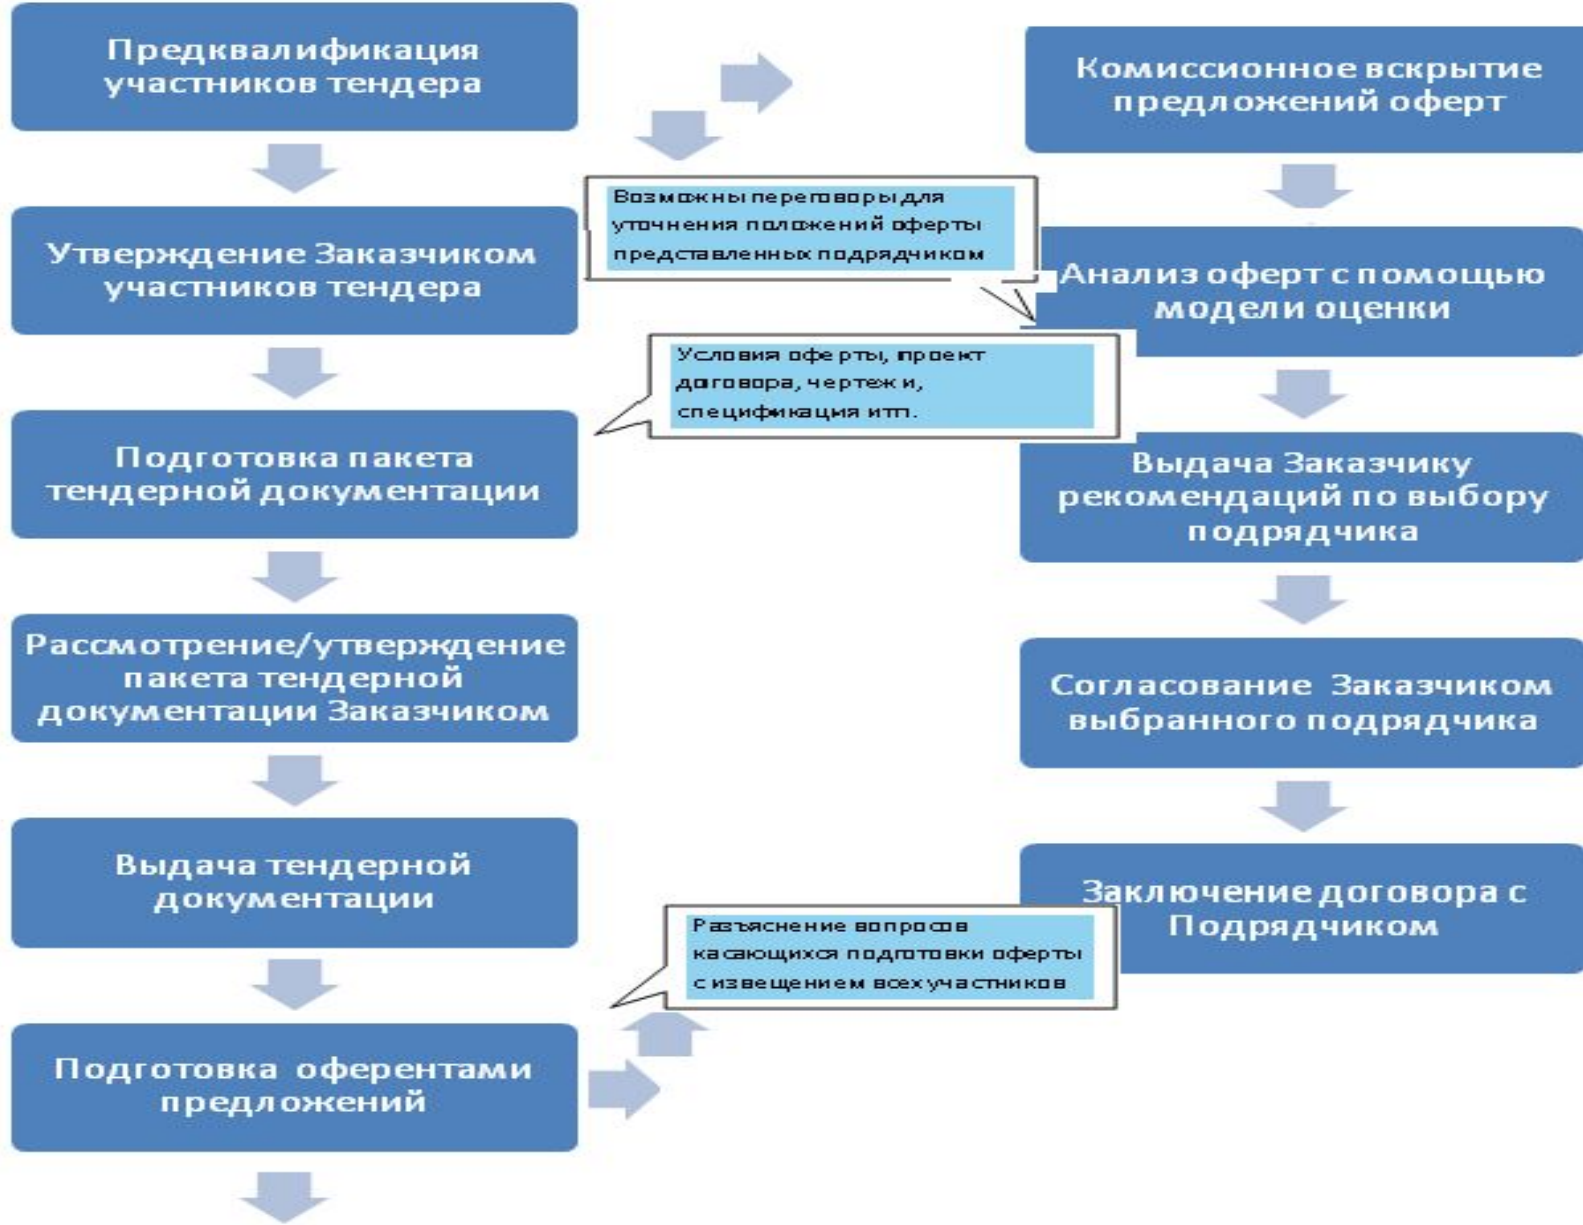 Предквалификация
участников тендера
Утверждение Заказчиком
участников тендера
Подготовка пакета
тендерной документации
Рассмотрение/утверждение
пакета тендерной
документации Заказчиком
Выдача тендерной
документации
Подготовка оферентами
предложений
Возможны переговоры для
уточнения положений оферты
представленных подрядчиком
Условия оферты, проект
договора, чертежи,
спецификация итп.
Разъяснение вопросов
касающихся подготовки оферты
с извещением всех участников
Комиссионное вскрытие
предложений оферт
Анализ оферт с помощью
модели оценки
Выдача Заказчику
рекомендаций по выбору
подрядчика
Согласование Заказчиком
выбранного подрядчика
Заключение договора с
Подрядчиком